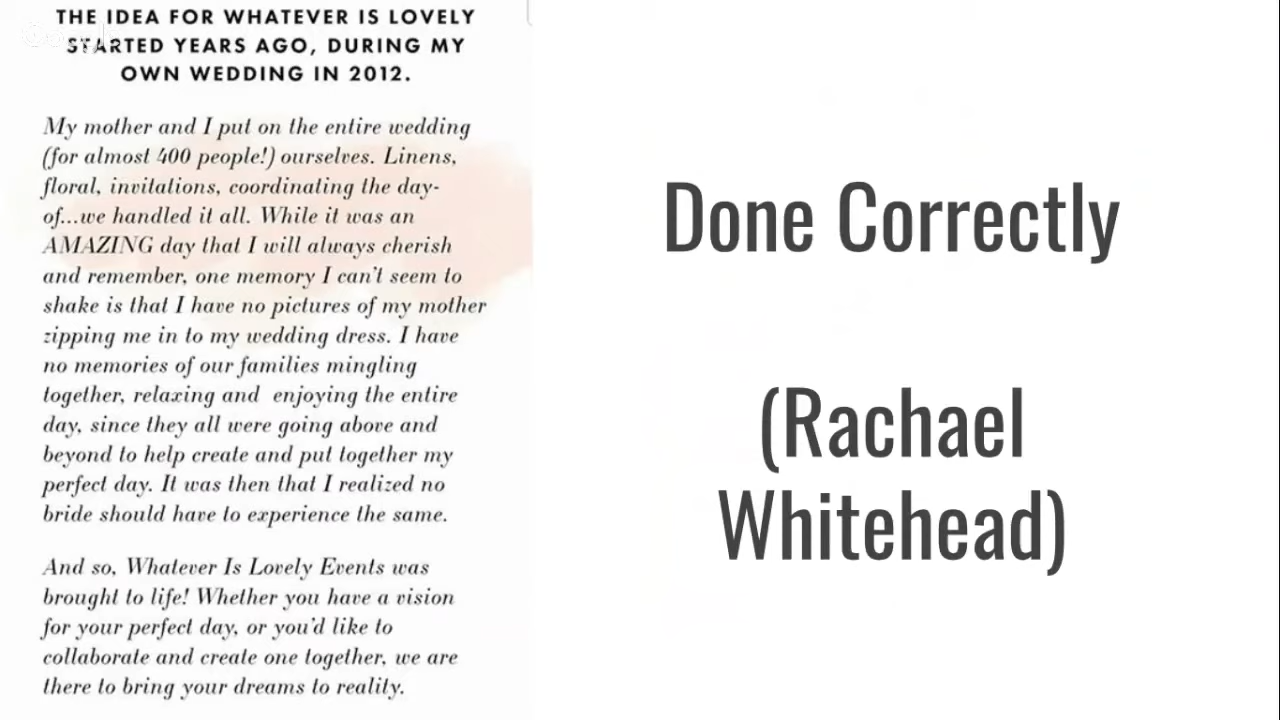 THE IDEA FOR WHATEVER IS LOVELY
STARTED YEARS AGO, DURING MY
OWN WEDDING IN 2012.
My mother and I put on the entire wedding
(for almost 400 people!) ourselves. Linens,
floral, invitations, coordinating the day-
of...we handled it all. While it was an
AMAZING day that I will always cherish
and remember, one memory I can't seem to
shake is that I have no pictures of my mother
zipping me in to my wedding dress. I have
no memories of our families mingling
together, relaxing and enjoying the entire
day, since they all were going above and
beyond to help create and put together my
perfect day. It was then that I realized no
bride should have to experience the same.
And so, Whatever Is Lovely Events was
brought to life! Whether you have a vision
for your perfect day, or you'd like to
collaborate and create one together, we are
there to bring your dreams to reality.
Done Correctly
(Rachael
Whitehead)